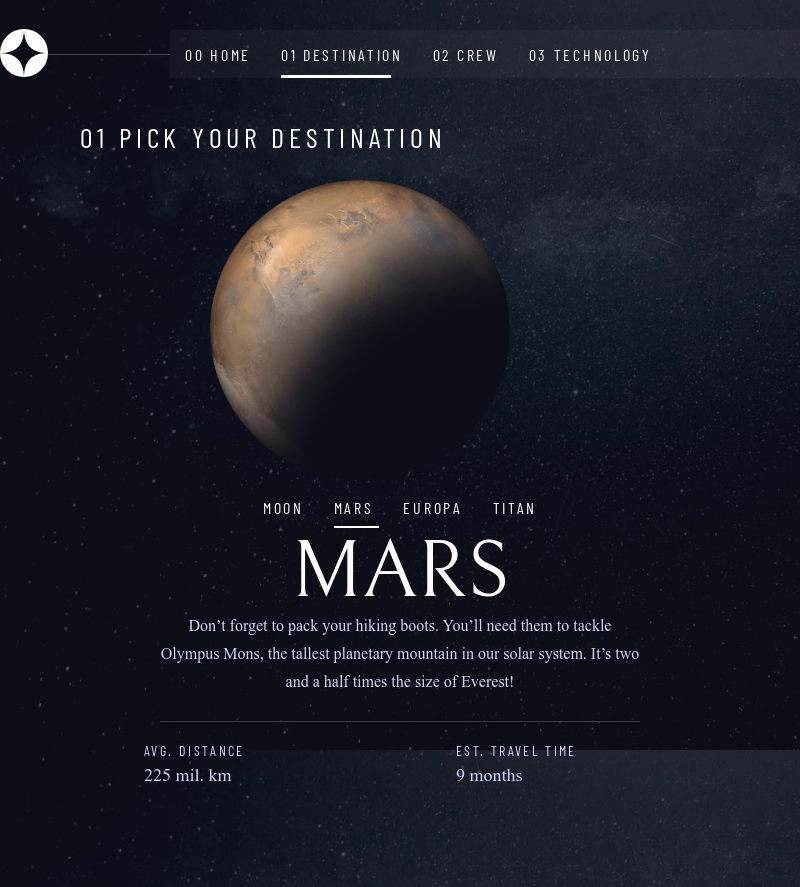 00 HOME 01 DESTINATION 02 CREW 03 TECHNOLOGY
01 PICK YOUR DESTINATION
MOON MARS EUROPA TITAN
MARS
Don’t forget to pack your hiking boots. You’ll need them to tackle
Olympus Mons, the tallest planetary mountain in our solar system. It’s two
and a half times the size of Everest!
AVG. DISTANCE EST. TRAVEL TIME
225 mil. km 9 months